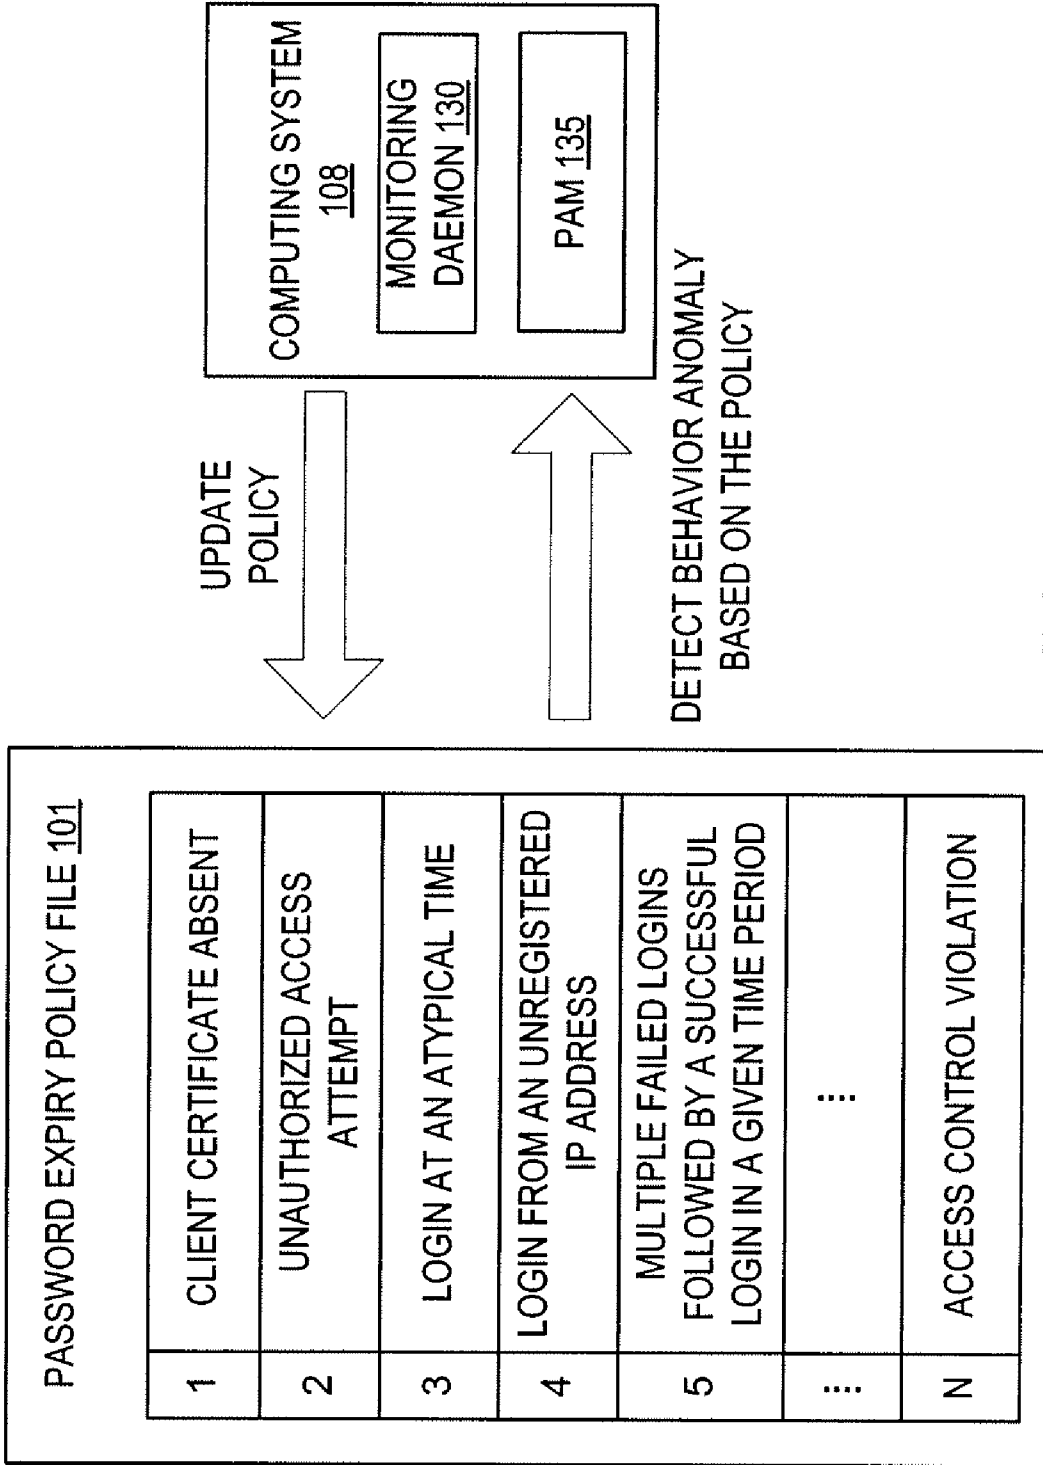 PASSWORD EXPIRY POLICY FILE 101
1 CLIENT CERTIFICATE ABSENT
2 UNAUTHORIZED ACCESS
ATTEMPT
3 LOGIN AT AN ATYPICAL TIME
4 LOGIN FROM AN UNREGISTERED
IP ADDRESS
5 MULTIPLE FAILED LOGINS
FOLLOWED BY A SUCCESSFUL
LOGIN IN A GIVEN TIME PERIOD
.... ....
N ACCESS CONTROL VIOLATION
UPDATE
POLICY
DETECT BEHAVIOR ANOMALY
BASED ON THE POLICY
COMPUTING SYSTEM
108
MONITORING
DAEMON 130
PAM 135